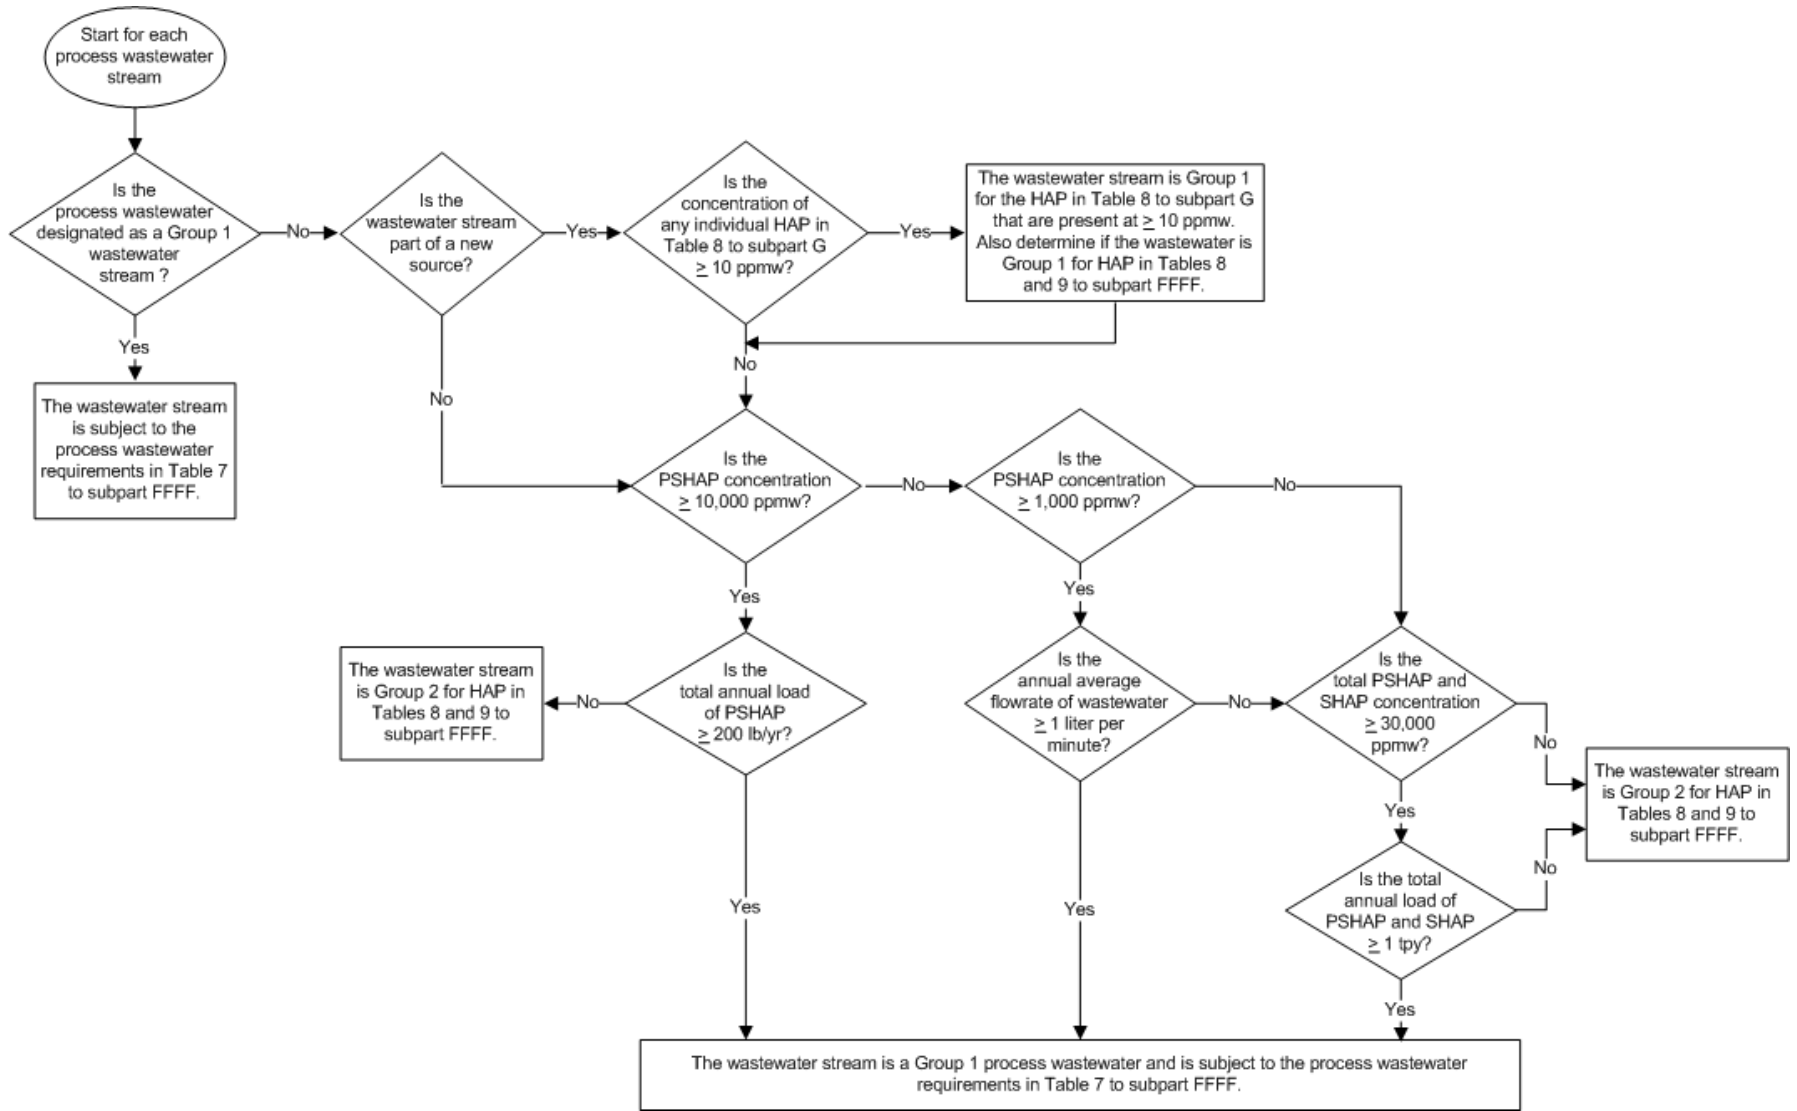 Start for each
process wastewater
stream
Is the
process wastewater
designated as a Group 1
wastewater
stream ?
No
Is the
wastewater stream
part of a new
source?
Yes
Is the
concentration of
any individual HAP in
Table 8 to subpart G
≥ 10 ppmw?
Yes
The wastewater stream is Group 1
for the HAP in Table 8 to subpart G
that are present at ≥ 10 ppmw.
Also determine if the wastewater is
Group 1 for HAP in Tables 8
and 9 to subpart FFFF.
Yes
No
No
The wastewater stream
is subject to the
process wastewater
requirements in Table 7
to subpart FFFF.
Is the
PSHAP concentration
≥ 10,000 ppmw?
No
Is the
PSHAP concentration
≥ 1,000 ppmw?
No
Yes
Yes
The wastewater stream
is Group 2 for HAP in
Tables 8 and 9 to
subpart FFFF.
No
Is the
total annual load
of PSHAP
≥ 200 lb/yr?
Is the
annual average
flowrate of wastewater
≥ 1 liter per
minute?
No
Is the
total PSHAP and
SHAP concentration
≥ 30,000
ppmw?
No
The wastewater stream
is Group 2 for HAP in
Tables 8 and 9 to
subpart FFFF.
Yes
No
Is the total
annual load of
PSHAP and SHAP
≥ 1 tpy?
Yes
Yes
Yes
The wastewater stream is a Group 1 process wastewater and is subject to the process wastewater
requirements in Table 7 to subpart FFFF.